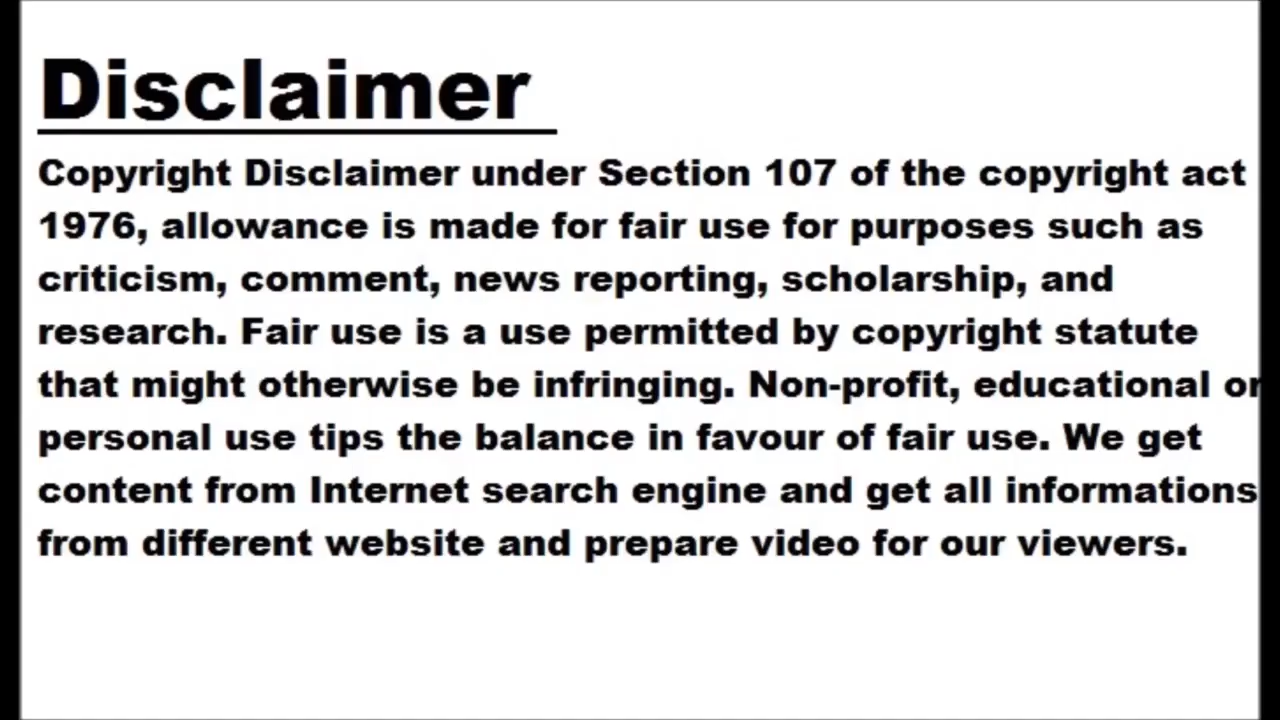 Disclaimer
Copyright Disclaimer under Section 107 of the copyright act
1976, allowance is made for fair use for purposes such as
criticism, comment, news reporting, scholarship, and
research. Fair use is a use permitted by copyright statute
that might otherwise be infringing. Non-profit, educational or
personal use tips the balance in favour of fair use. We get
content from Internet search engine and get all informations
from different website and prepare video for our viewers.